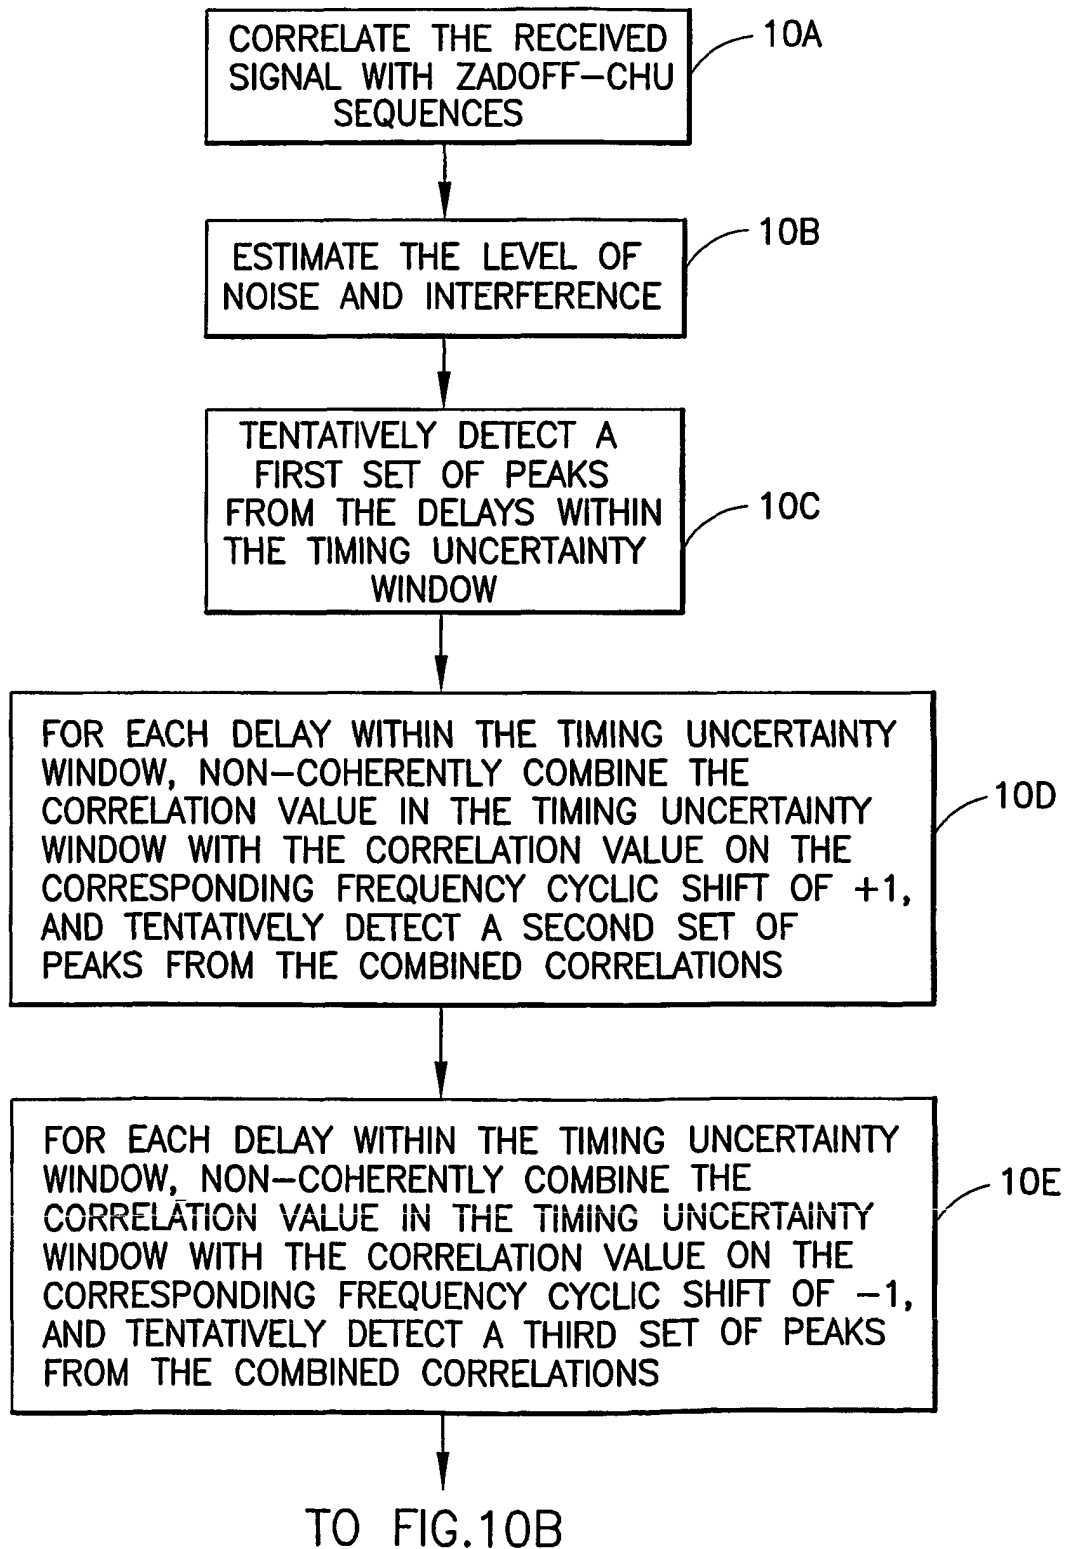 CORRELATE THE RECEIVED
SIGNAL WITH ZADOFF-CHU
SEQUENCES
10A
ESTIMATE THE LEVEL OF
NOISE AND INTERFERENCE
10B
TENTATIVELY DETECT A
FIRST SET OF PEAKS
FROM THE DELAYS WITHIN
THE TIMING UNCERTAINTY
WINDOW
10C
FOR EACH DELAY WITHIN THE TIMING UNCERTAINTY
WINDOW, NON-COHERENTLY COMBINE THE
CORRELATION VALUE IN THE TIMING UNCERTAINTY
WINDOW WITH THE CORRELATION VALUE ON THE
CORRESPONDING FREQUENCY CYCLIC SHIFT OF +1,
AND TENTATIVELY DETECT A SECOND SET OF
PEAKS FROM THE COMBINED CORRELATIONS
10D
FOR EACH DELAY WITHIN THE TIMING UNCERTAINTY
WINDOW, NON-COHERENTLY COMBINE THE
CORRELATION VALUE IN THE TIMING UNCERTAINTY
WINDOW WITH THE CORRELATION VALUE ON THE
CORRESPONDING FREQUENCY CYCLIC SHIFT OF -1,
AND TENTATIVELY DETECT A THIRD SET OF PEAKS
FROM THE COMBINED CORRELATIONS
10E
TO FIG.10B